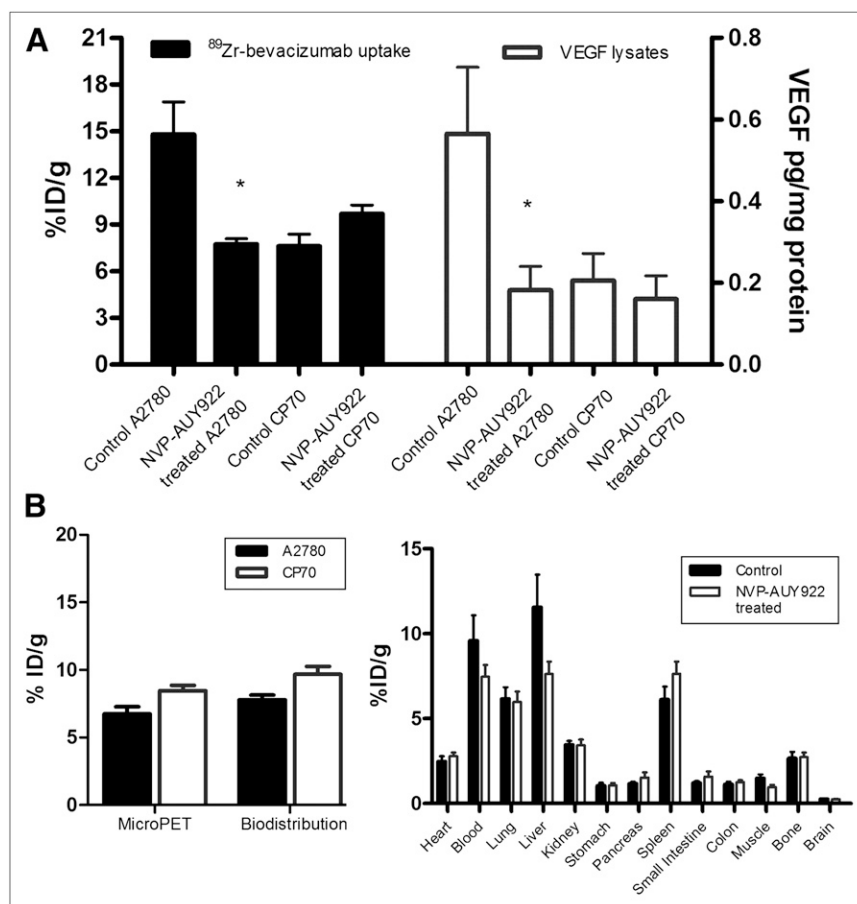 A
21
18
15
12
9
6
3
0
%ID/g
89Zr-bevacizumab uptake
VEGF lysates
0.8
0.6
0.4
0.2
0.0
VEGF pg/mg protein
*
*
Control A2780
NVP-AUY922
treated A2780
Control CP70
NVP-AUY922
treated CP70
Control A2780
NVP-AUY922
treated A2780
Control CP70
NVP-AUY922
treated CP70
B
20
15
10
5
0
% ID/g
A2780
CP70
MicroPET
Biodistribution
15
10
5
0
%ID/g
Control
NVP-AUY922
treated
Heart
Blood
Lung
Liver
Kidney
Stomach
Pancreas
Spleen
Small Intestine
Colon
Muscle
Bone
Brain